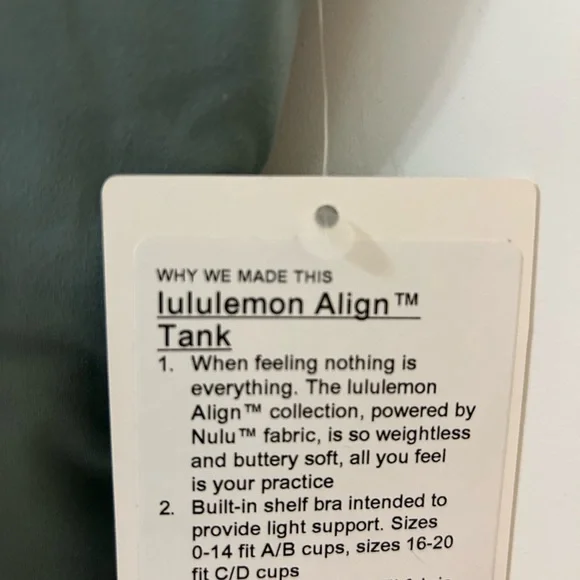 WHY WE MADE THIS
lululemon Align™
Tank
1. When feeling nothing is
everything. The lululemon
Align™ collection, powered by
Nulu™ fabric, is so weightless
and buttery soft, all you feel
is your practice
2. Built-in shelf bra intended to
provide light support. Sizes
0-14 fit A/B cups, sizes 16-20
fit C/D cups